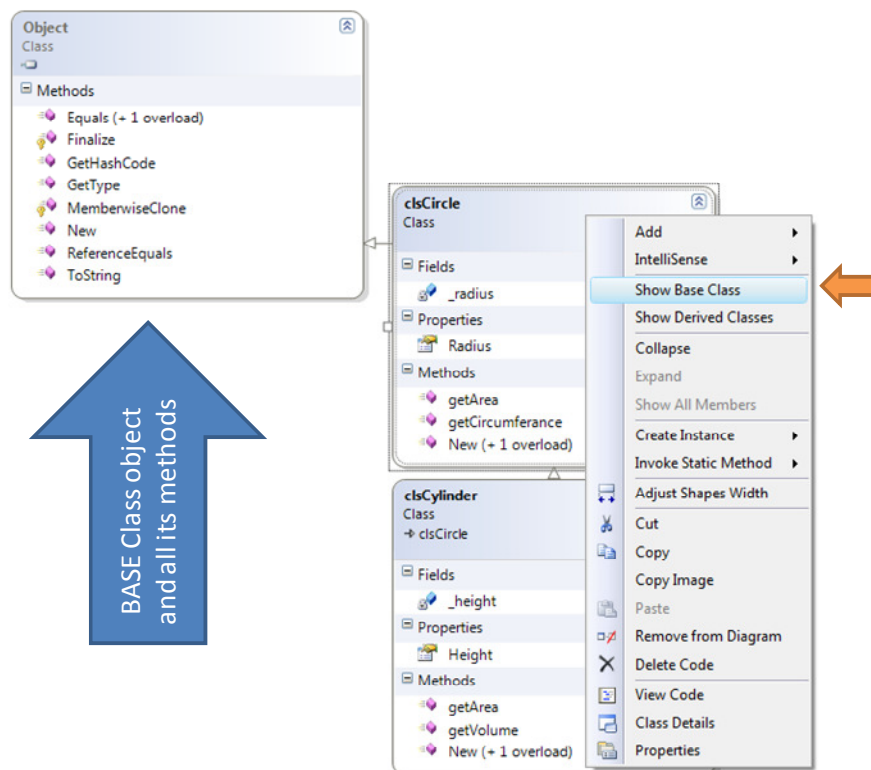 Object
Class
Methods
Equals (+ 1 overload)
Finalize
GetHashCode
GetType
MemberwiseClone
New
ReferenceEquals
ToString
BASE Class object
and all its methods
clsCircle
Class
Fields
_radius
Properties
Radius
Methods
getArea
getCircumferance
New (+ 1 overload)
clsCylinder
Class
clsCircle
Fields
_height
Properties
Height
Methods
getArea
getVolume
New (+ 1 overload)
Add
IntelliSense
Show Base Class
Show Derived Classes
Collapse
Expand
Show All Members
Create Instance
Invoke Static Method
Adjust Shapes Width
Cut
Copy
Copy Image
Paste
Remove from Diagram
Delete Code
View Code
Class Details
Properties